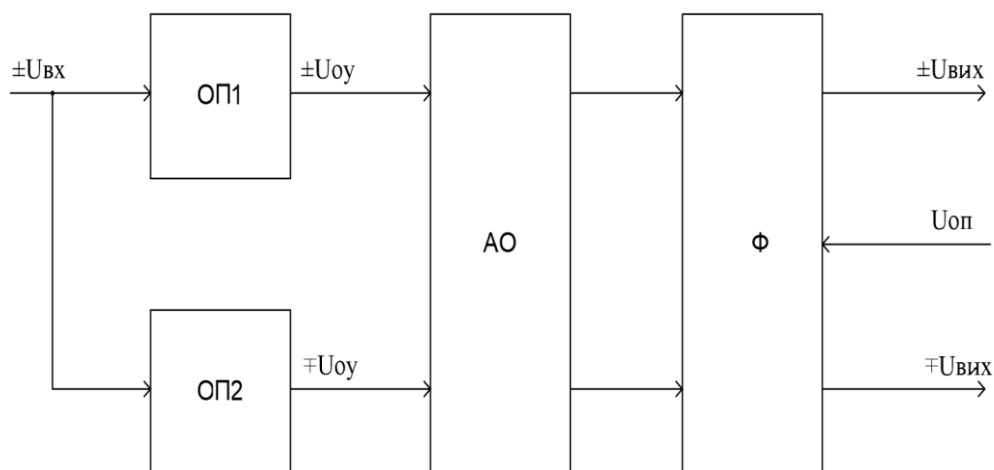 ±Uвх
ОП1
±Uоу
±Uвих
АО
Ф
Uоп
ОП2
∓Uоу
∓Uвих